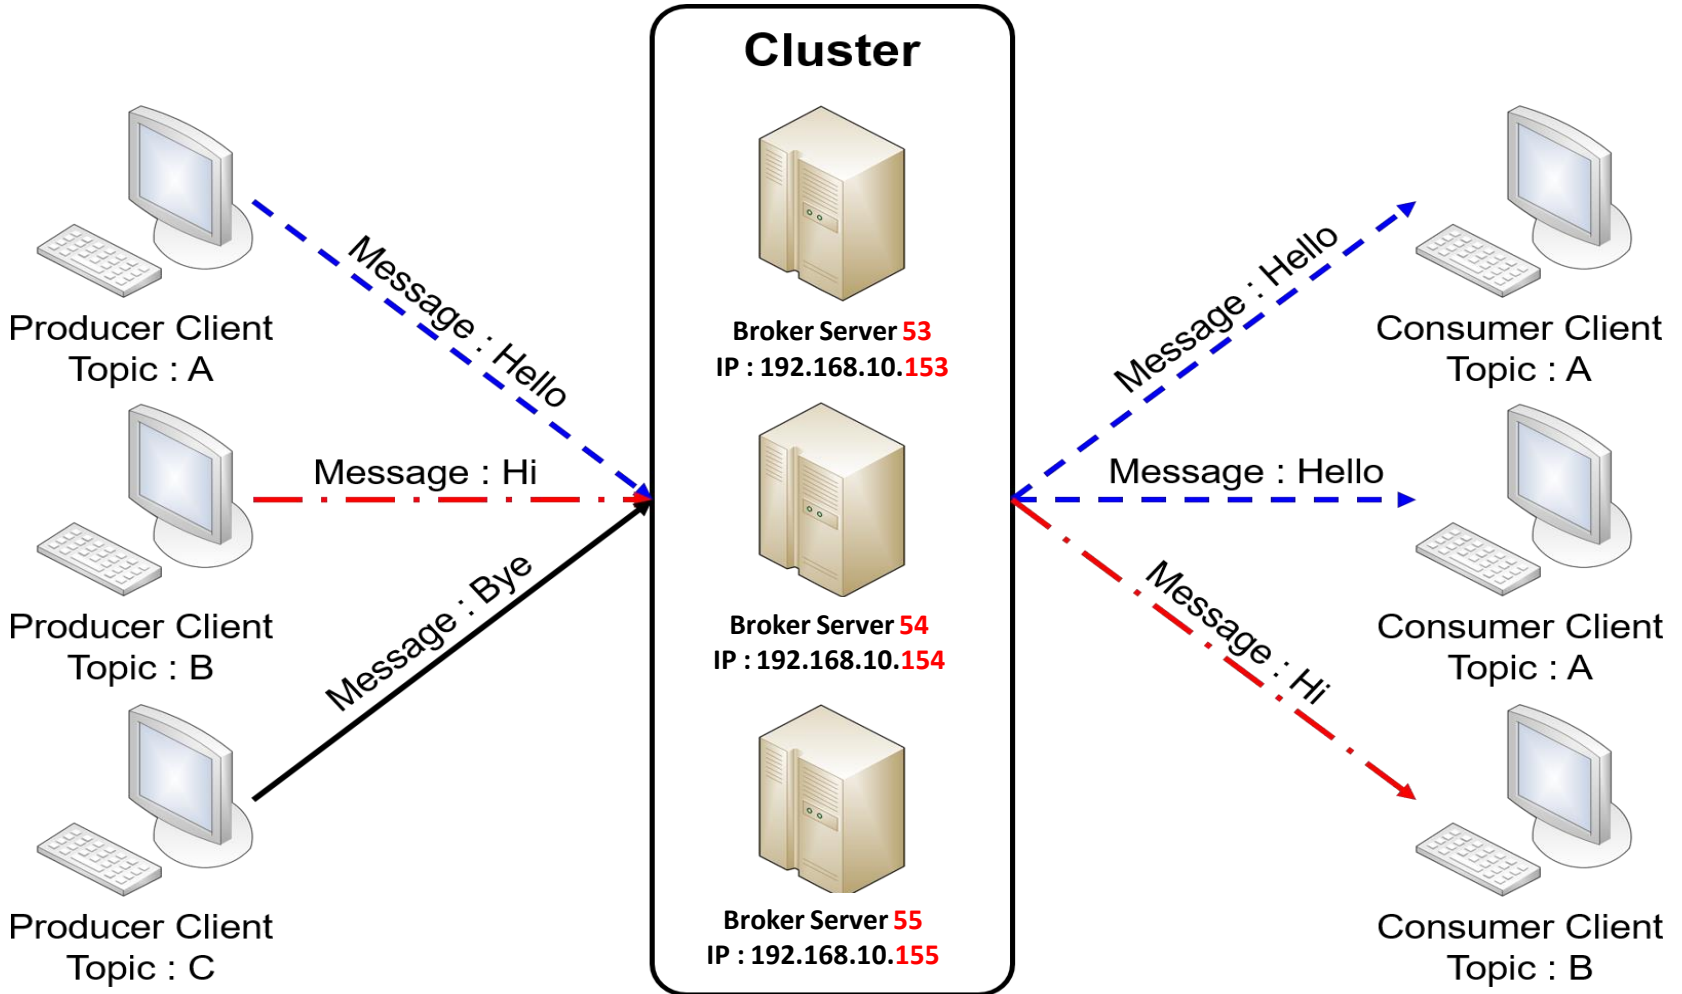 Cluster
Producer Client
Topic : A
Message : Hello
Producer Client
Topic : B
Message : Hi
Producer Client
Topic : C
Message : Bye
Broker Server 53
IP : 192.168.10.153
Broker Server 54
IP : 192.168.10.154
Broker Server 55
IP : 192.168.10.155
Message : Hello
Consumer Client
Topic : A
Message : Hello
Consumer Client
Topic : A
Message : Hi
Consumer Client
Topic : B